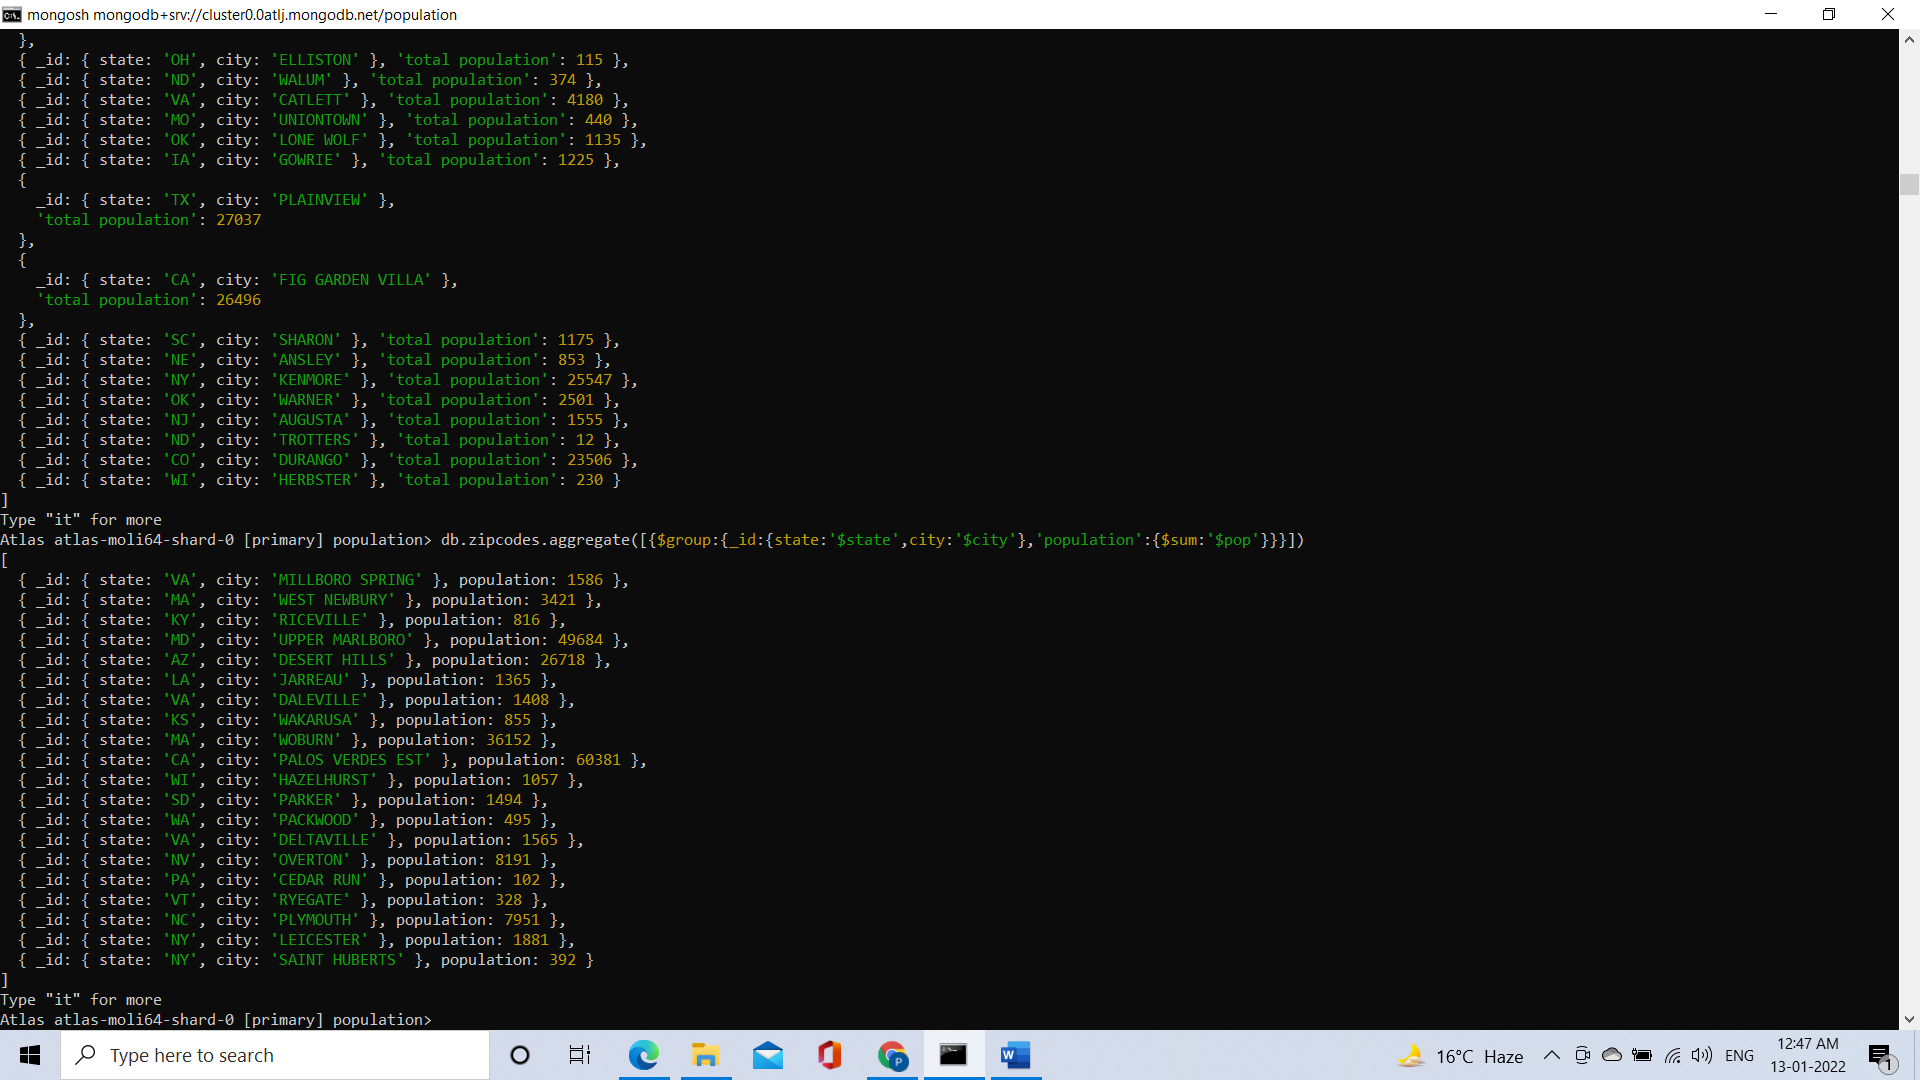 mongosh mongodb+srv://cluster0.0atlj.mongodb.net/population
  },
  { _id: { state: 'OH', city: 'ELLISTON' }, 'total population': 115 },
  { _id: { state: 'ND', city: 'WALUM' }, 'total population': 374 },
  { _id: { state: 'VA', city: 'CATLETT' }, 'total population': 4180 },
  { _id: { state: 'MO', city: 'UNIONTOWN' }, 'total population': 440 },
  { _id: { state: 'OK', city: 'LONE WOLF' }, 'total population': 1135 },
  { _id: { state: 'IA', city: 'GOWRIE' }, 'total population': 1225 },
  {
    _id: { state: 'TX', city: 'PLAINVIEW' },
    'total population': 27037
  },
  {
    _id: { state: 'CA', city: 'FIG GARDEN VILLA' },
    'total population': 26496
  },
  { _id: { state: 'SC', city: 'SHARON' }, 'total population': 1175 },
  { _id: { state: 'NE', city: 'ANSLEY' }, 'total population': 853 },
  { _id: { state: 'NY', city: 'KENMORE' }, 'total population': 25547 },
  { _id: { state: 'OK', city: 'WARNER' }, 'total population': 2501 },
  { _id: { state: 'NJ', city: 'AUGUSTA' }, 'total population': 1555 },
  { _id: { state: 'ND', city: 'TROTTERS' }, 'total population': 12 },
  { _id: { state: 'CO', city: 'DURANGO' }, 'total population': 23506 },
  { _id: { state: 'WI', city: 'HERBSTER' }, 'total population': 230 }
]
Type "it" for more
Atlas atlas-moli64-shard-0 [primary] population> db.zipcodes.aggregate([{$group:{_id:{state:'$state',city:'$city'},'population':{$sum:'$pop'}}}])
[
  { _id: { state: 'VA', city: 'MILLBORO SPRING' }, population: 1586 },
  { _id: { state: 'MA', city: 'WEST NEWBURY' }, population: 3421 },
  { _id: { state: 'KY', city: 'RICEVILLE' }, population: 816 },
  { _id: { state: 'MD', city: 'UPPER MARLBORO' }, population: 49684 },
  { _id: { state: 'AZ', city: 'DESERT HILLS' }, population: 26718 },
  { _id: { state: 'LA', city: 'JARREAU' }, population: 1365 },
  { _id: { state: 'VA', city: 'DALEVILLE' }, population: 1408 },
  { _id: { state: 'KS', city: 'WAKARUSA' }, population: 855 },
  { _id: { state: 'MA', city: 'WOBURN' }, population: 36152 },
  { _id: { state: 'CA', city: 'PALOS VERDES EST' }, population: 60381 },
  { _id: { state: 'WI', city: 'HAZELHURST' }, population: 1057 },
  { _id: { state: 'SD', city: 'PARKER' }, population: 1494 },
  { _id: { state: 'WA', city: 'PACKWOOD' }, population: 495 },
  { _id: { state: 'VA', city: 'DELTAVILLE' }, population: 1565 },
  { _id: { state: 'NV', city: 'OVERTON' }, population: 8191 },
  { _id: { state: 'PA', city: 'CEDAR RUN' }, population: 102 },
  { _id: { state: 'VT', city: 'RYEGATE' }, population: 328 },
  { _id: { state: 'NC', city: 'PLYMOUTH' }, population: 7951 },
  { _id: { state: 'NY', city: 'LEICESTER' }, population: 1881 },
  { _id: { state: 'NY', city: 'SAINT HUBERTS' }, population: 392 }
]
Type "it" for more
Atlas atlas-moli64-shard-0 [primary] population>
Type here to search
16°C Haze
ENG
12:47 AM
13-01-2022
1